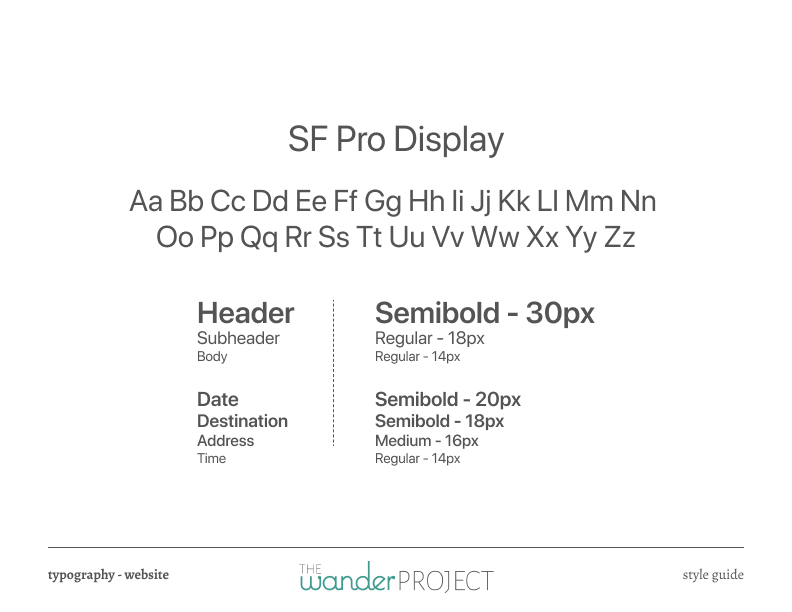 SF Pro Display
Aa Bb Cc Dd Ee Ff Gg Hh Ii Jj Kk Ll Mm Nn
Oo Pp Qq Rr Ss Tt Uu Vv Ww Xx Yy Zz
Header Semibold - 30px
Subheader Regular - 18px
Body Regular - 14px
Date Semibold - 20px
Destination Semibold - 18px
Address Medium - 16px
Time Regular - 14px
typography - website
THE
wanderPROJECT
style guide